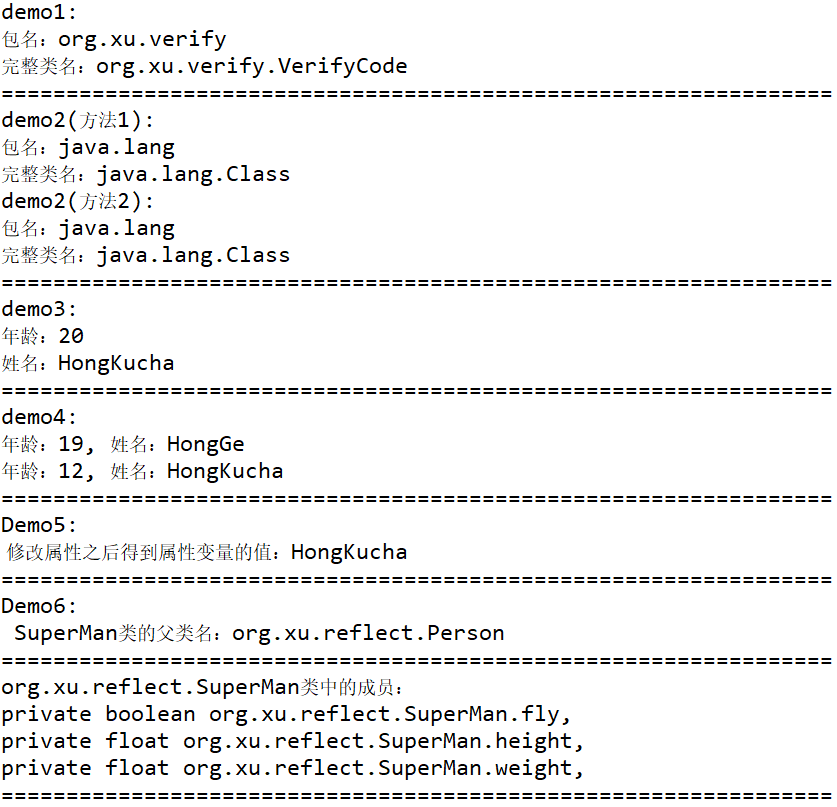 demo1:
包名：org.xu.verify
完整类名：org.xu.verify.VerifyCode
================================================================
demo2(方法1):
包名：java.lang
完整类名：java.lang.Class
demo2(方法2):
包名：java.lang
完整类名：java.lang.Class
================================================================
demo3:
年龄：20
姓名：HongKucha
================================================================
demo4:
年龄：19, 姓名：HongGe
年龄：12, 姓名：HongKucha
================================================================
Demo5:
修改属性之后得到属性变量的值：HongKucha
================================================================
Demo6:
SuperMan类的父类名：org.xu.reflect.Person
================================================================
org.xu.reflect.SuperMan类中的成员：
private boolean org.xu.reflect.SuperMan.fly,
private float org.xu.reflect.SuperMan.height,
private float org.xu.reflect.SuperMan.weight,
================================================================